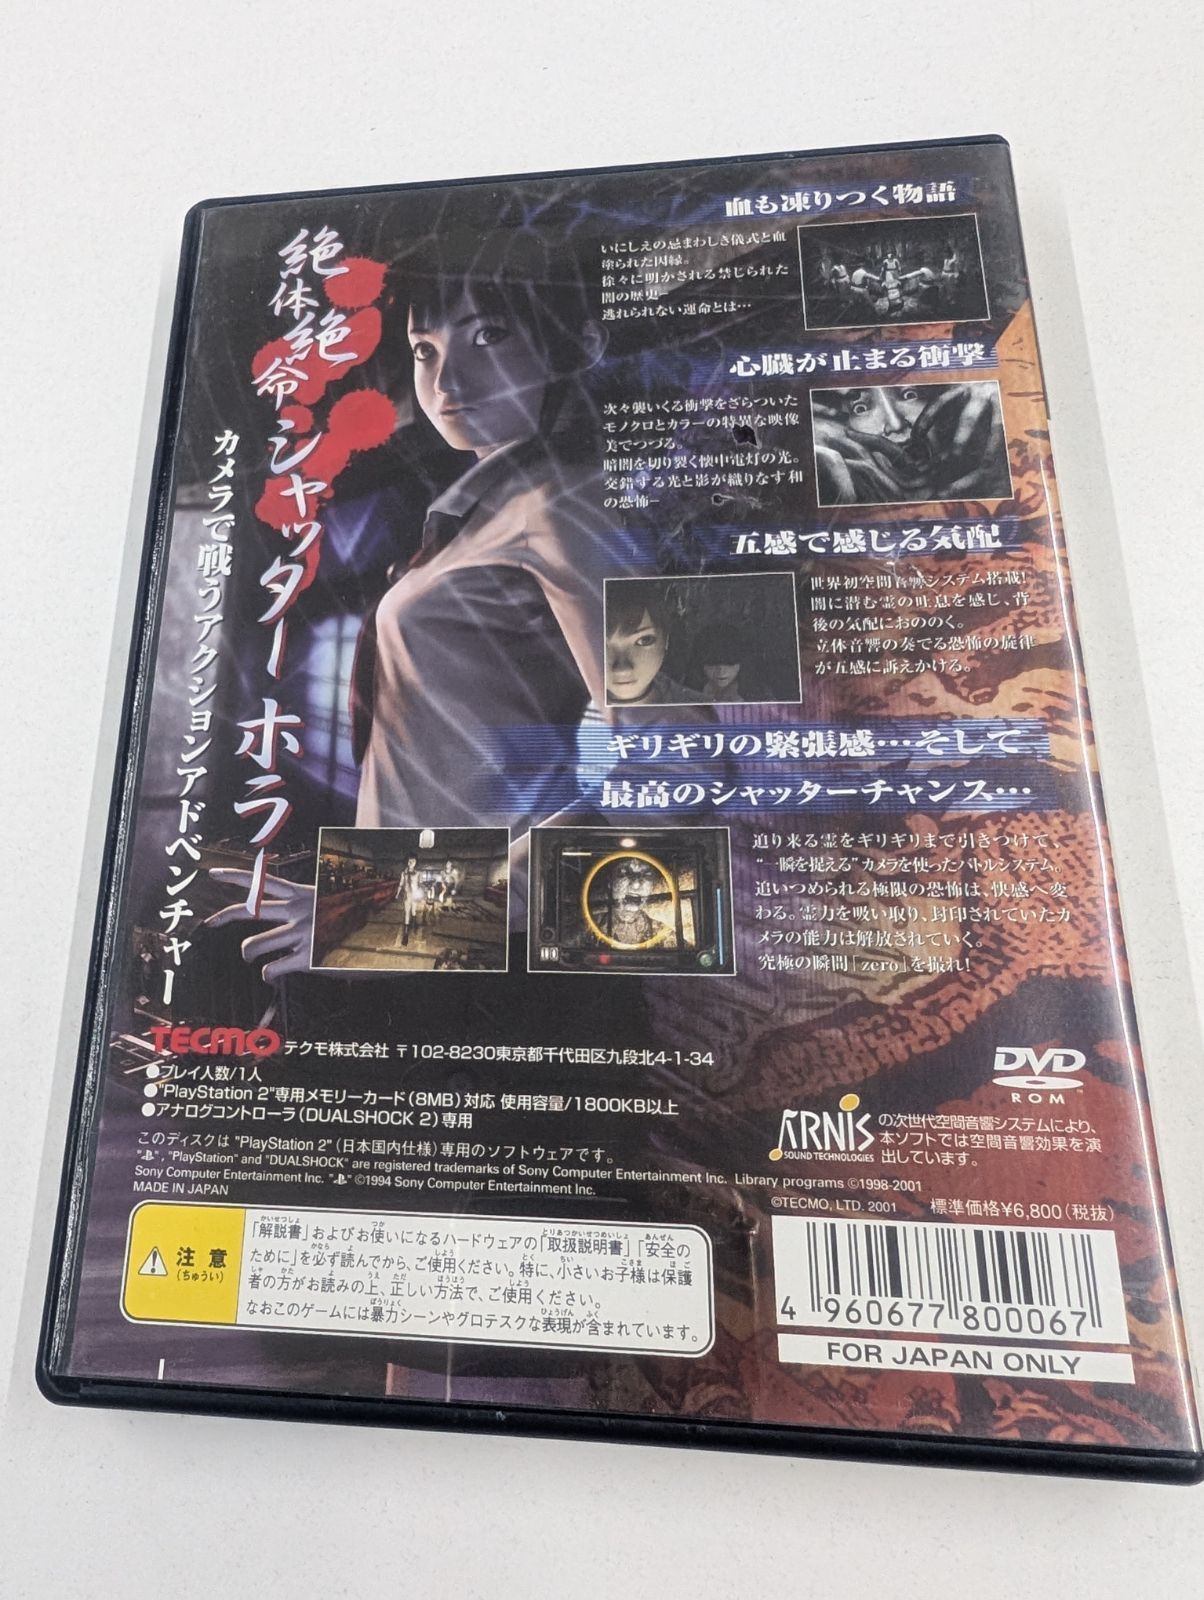 絶体絶命シャッターホラー
カメラで戦うアクションアドベンチャー
血も凍りつく物語
いにしえの忌まわしき儀式と血
塗られた因縁。
徐々に明かされる禁じられた
闇の歴史−
逃れられない運命とは…
心臓が止まる衝撃
次々襲いくる衝撃をざらついた
モノクロとカラーの特異な映像
美でつづる。
暗闇を切り裂く懐中電灯の光。
交錯する光と影が織りなす和
の恐怖−
五感で感じる気配
世界初空間音響システム搭載!
闇に潜む霊の吐息を感じ、背
後の気配におののく。
立体音響の奏でる恐怖の旋律
が五感に訴えかける。
ギリギリの緊張感…そして
最高のシャッターチャンス…
迫り来る霊をギリギリまで引きつけて、
“一瞬を捉える”カメラを使ったバトルシステム。
追いつめられる極限の恐怖は、快感へ変
わる。霊力を吸い取り、封印されていたカ
メラの能力は解放されていく。
究極の瞬間「zero」を撮れ!
10
TECMO テクモ株式会社 〒102-8230東京都千代田区九段北4-1-34
●プレイ人数/1人
●"PlayStation 2"専用メモリーカード(8MB)対応 使用容量/1800KB以上
●アナログコントローラ(DUALSHOCK 2)専用
このディスクは "PlayStation 2" (日本国内仕様)専用のソフトウェアです。
" ", "PlayStation" and "DUALSHOCK" are registered trademarks of Sony Computer Entertainment Inc. Library programs ©1998-2001
Sony Computer Entertainment Inc. " " ©1994 Sony Computer Entertainment Inc.
MADE IN JAPAN
DVD
ROM
ARNIS
SOUND TECHNOLOGIES
の次世代空間音響システムにより、
本ソフトでは空間音響効果を演
出しています。
©TECMO, LTD. 2001 標準価格¥6,800(税抜)
注意
(ちゅうい)
「解説書」およびお使いになるハードウェアの「取扱説明書」「安全の
ために」を必ず読んでから、ご使用ください。特に、小さいお子様は保護
者の方がお読みの上、正しい方法で、ご使用ください。
なおこのゲームには暴力シーンやグロテスクな表現が含まれています。
4 960677 800067
FOR JAPAN ONLY